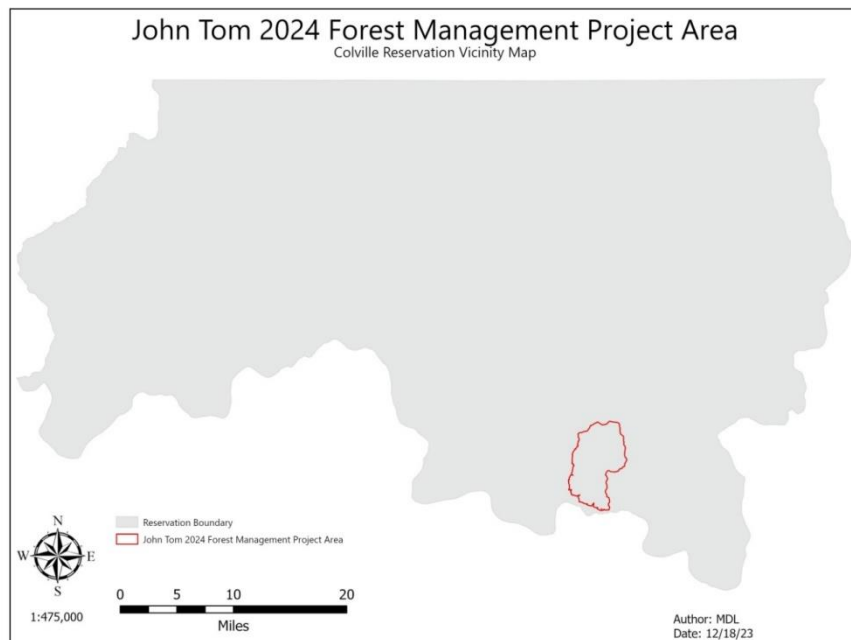 John Tom 2024 Forest Management Project Area
Colville Reservation Vicinity Map
Reservation Boundary
John Tom 2024 Forest Management Project Area
N
W
E
S
1:475,000
0 5 10 20
Miles
Author: MDL
Date: 12/18/23